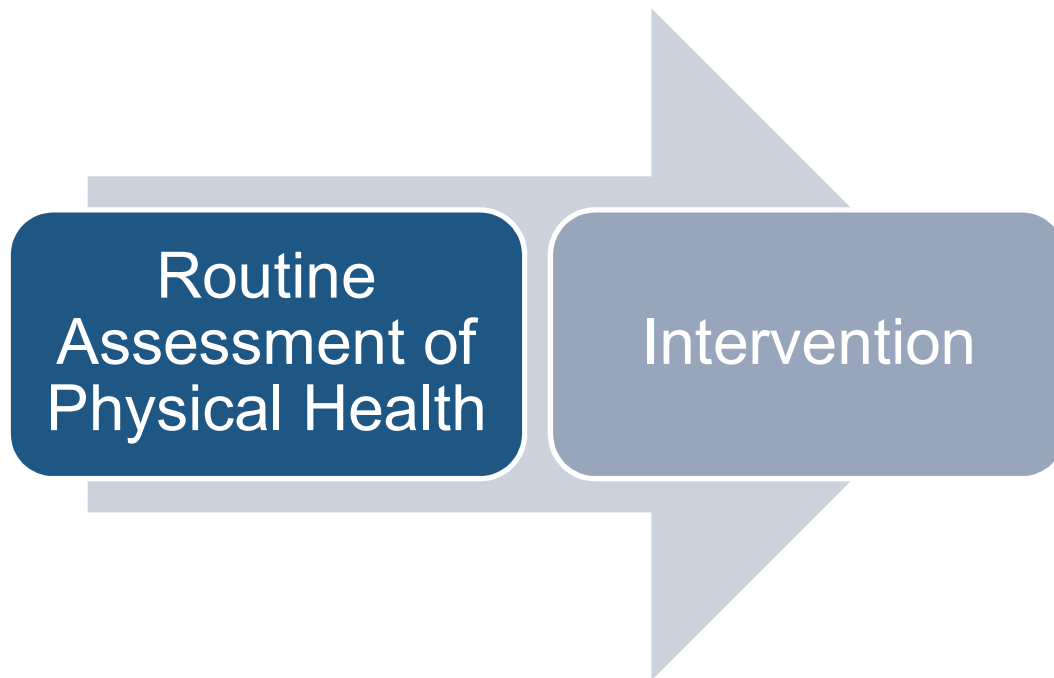 Routine
Assessment of
Physical Health
Intervention